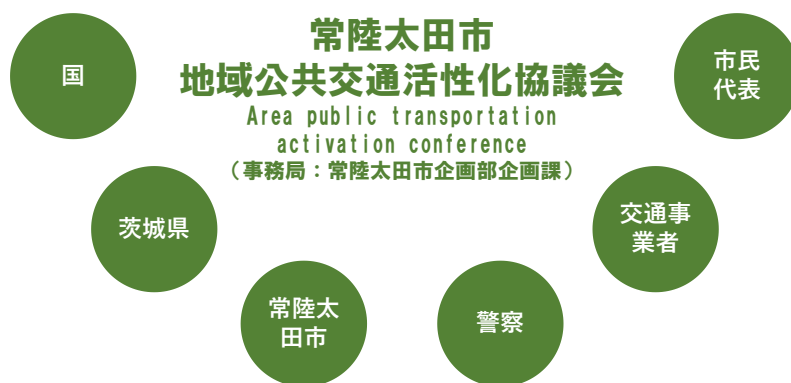 常陸太田市
地域公共交通活性化協議会
Area public transportation
activation conference
（事務局：常陸太田市企画部企画課）
国
市民
代表
茨城県
交通事
業者
常陸太
田市
警察